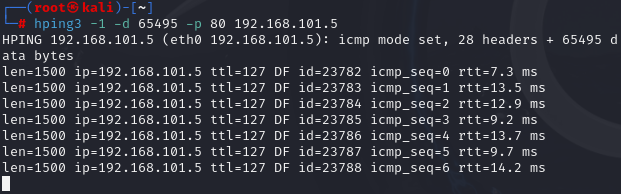 ┌──(root㉿kali)-[~]
└─# hping3 -1 -d 65495 -p 80 192.168.101.5
HPING 192.168.101.5 (eth0 192.168.101.5): icmp mode set, 28 headers + 65495 d
ata bytes
len=1500 ip=192.168.101.5 ttl=127 DF id=23782 icmp_seq=0 rtt=7.3 ms
len=1500 ip=192.168.101.5 ttl=127 DF id=23783 icmp_seq=1 rtt=13.5 ms
len=1500 ip=192.168.101.5 ttl=127 DF id=23784 icmp_seq=2 rtt=12.9 ms
len=1500 ip=192.168.101.5 ttl=127 DF id=23785 icmp_seq=3 rtt=9.2 ms
len=1500 ip=192.168.101.5 ttl=127 DF id=23786 icmp_seq=4 rtt=13.7 ms
len=1500 ip=192.168.101.5 ttl=127 DF id=23787 icmp_seq=5 rtt=9.7 ms
len=1500 ip=192.168.101.5 ttl=127 DF id=23788 icmp_seq=6 rtt=14.2 ms